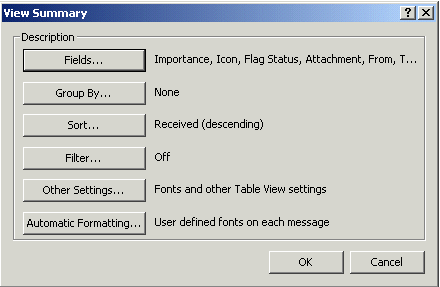 View Summary
Description
Fields... Importance, Icon, Flag Status, Attachment, From, T...
Group By... None
Sort... Received (descending)
Filter... Off
Other Settings... Fonts and other Table View settings
Automatic Formatting... User defined fonts on each message
OK Cancel